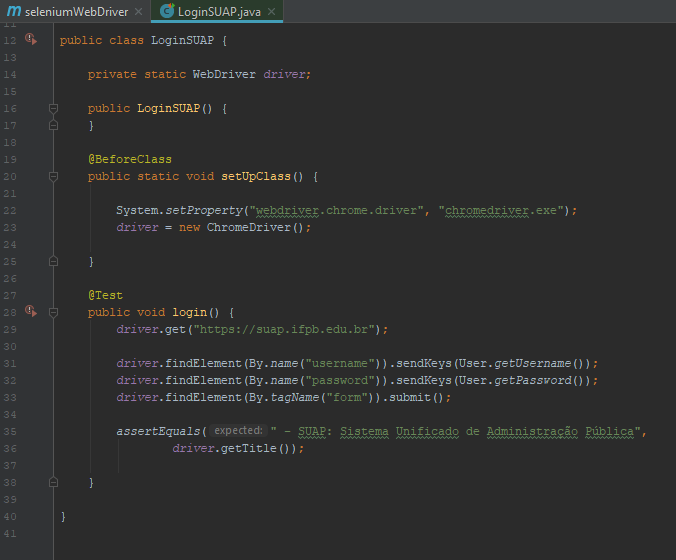 m seleniumWebDriver × LoginSUAP.java ×
11
12 public class LoginSUAP {
13
14 private static WebDriver driver;
15
16 public LoginSUAP() {
17 }
18
19 @BeforeClass
20 public static void setUpClass() {
21
22 System.setProperty("webdriver.chrome.driver", "chromedriver.exe");
23 driver = new ChromeDriver();
24
25 }
26
27 @Test
28 public void login() {
29 driver.get("https://suap.ifpb.edu.br");
30
31 driver.findElement(By.name("username")).sendKeys(User.getUsername());
32 driver.findElement(By.name("password")).sendKeys(User.getPassword());
33 driver.findElement(By.tagName("form")).submit();
34
35 assertEquals( expected: " - SUAP: Sistema Unificado de Administração Pública",
36 driver.getTitle());
37
38 }
39
40 }
41